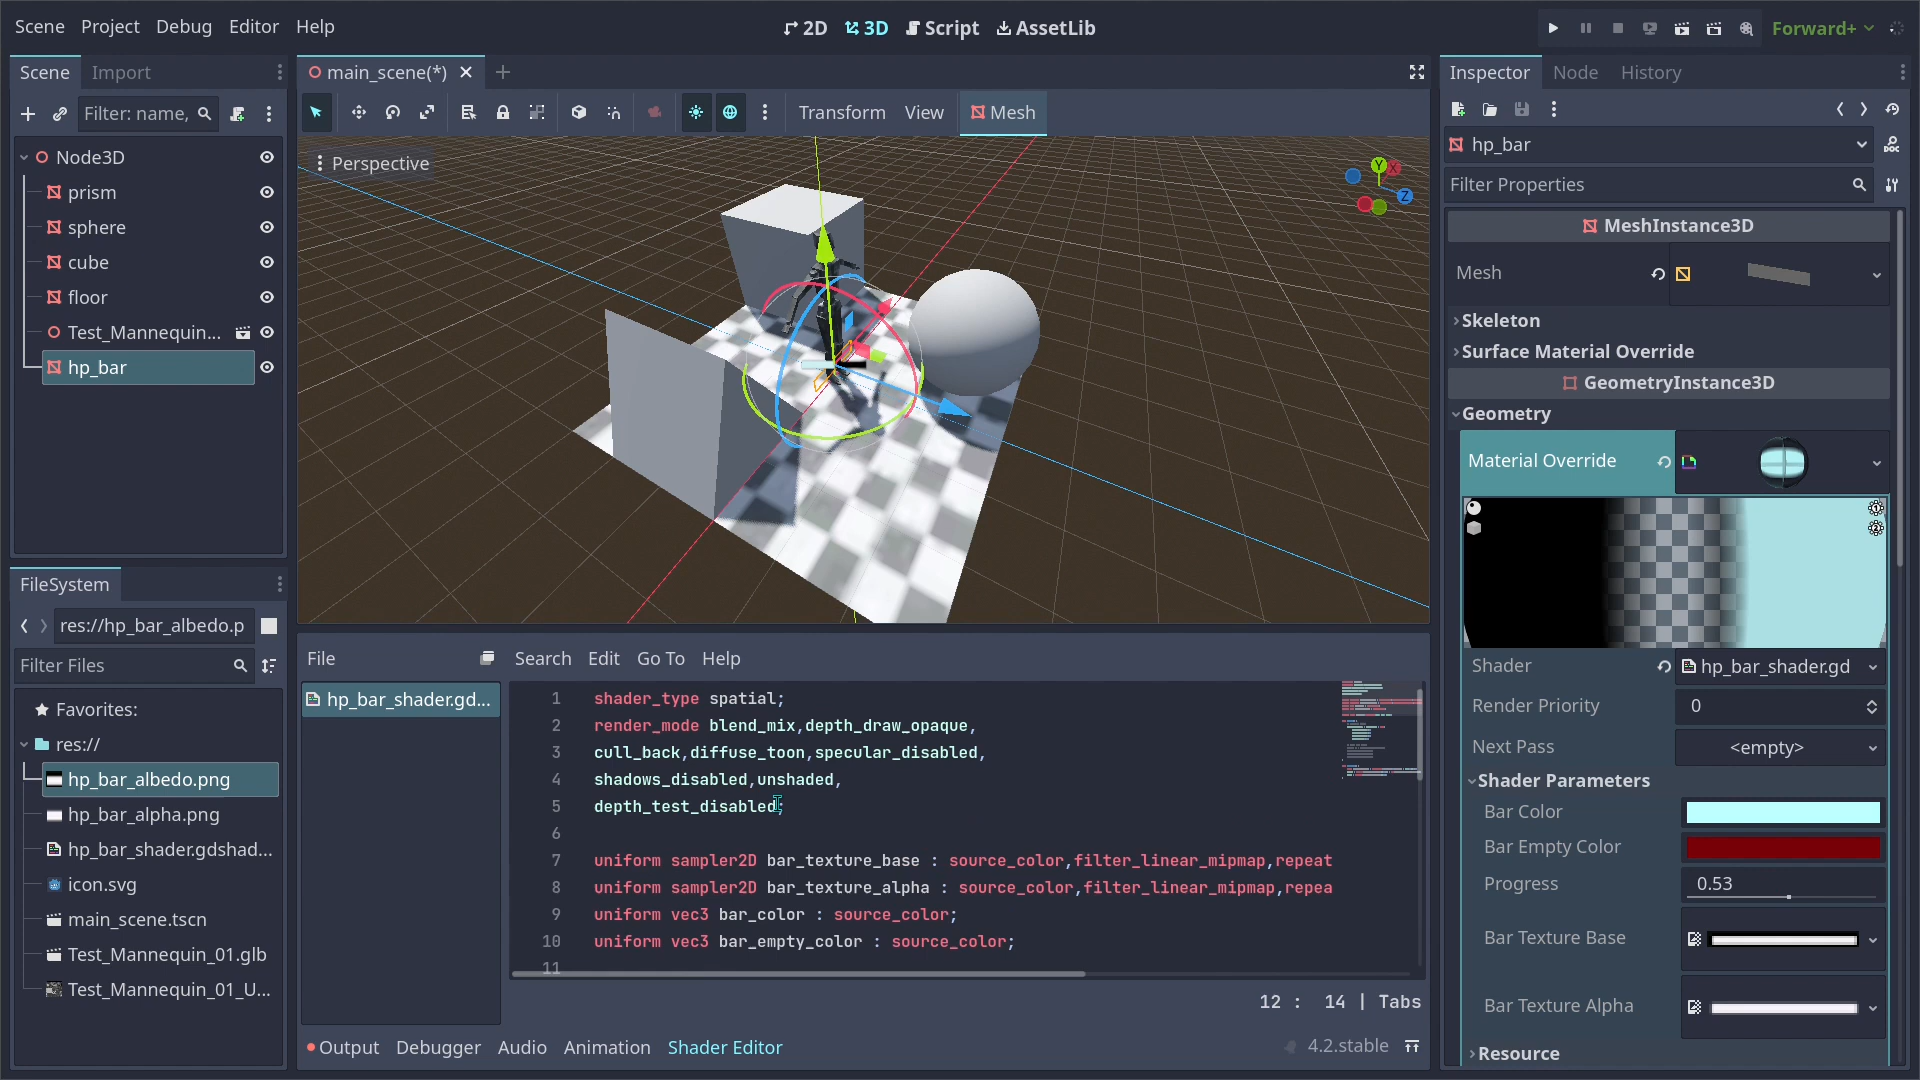 Scene Project Debug Editor Help
2D 3D Script AssetLib
Forward+
Scene Import
Filter: name,
Node3D
prism
sphere
cube
floor
Test_Mannequin...
hp_bar
FileSystem
res://hp_bar_albedo.p
Filter Files
Favorites:
res://
hp_bar_albedo.png
hp_bar_alpha.png
hp_bar_shader.gdshad...
icon.svg
main_scene.tscn
Test_Mannequin_01.glb
Test_Mannequin_01_U...
main_scene(*)
Transform View Mesh
Perspective
Y
X
Z
File Search Edit Go To Help
hp_bar_shader.gd...
1 shader_type spatial;
2 render_mode blend_mix,depth_draw_opaque,
3 cull_back,diffuse_toon,specular_disabled,
4 shadows_disabled,unshaded,
5 depth_test_disabled;
6
7 uniform sampler2D bar_texture_base : source_color,filter_linear_mipmap,repeat
8 uniform sampler2D bar_texture_alpha : source_color,filter_linear_mipmap,repea
9 uniform vec3 bar_color : source_color;
10 uniform vec3 bar_empty_color : source_color;
11
12 : 14 | Tabs
Output Debugger Audio Animation Shader Editor
4.2.stable
Inspector Node History
hp_bar
Filter Properties
MeshInstance3D
Mesh
Skeleton
Surface Material Override
GeometryInstance3D
Geometry
Material Override
Shader hp_bar_shader.gd
Render Priority 0
Next Pass <empty>
Shader Parameters
Bar Color
Bar Empty Color
Progress 0.53
Bar Texture Base
Bar Texture Alpha
Resource